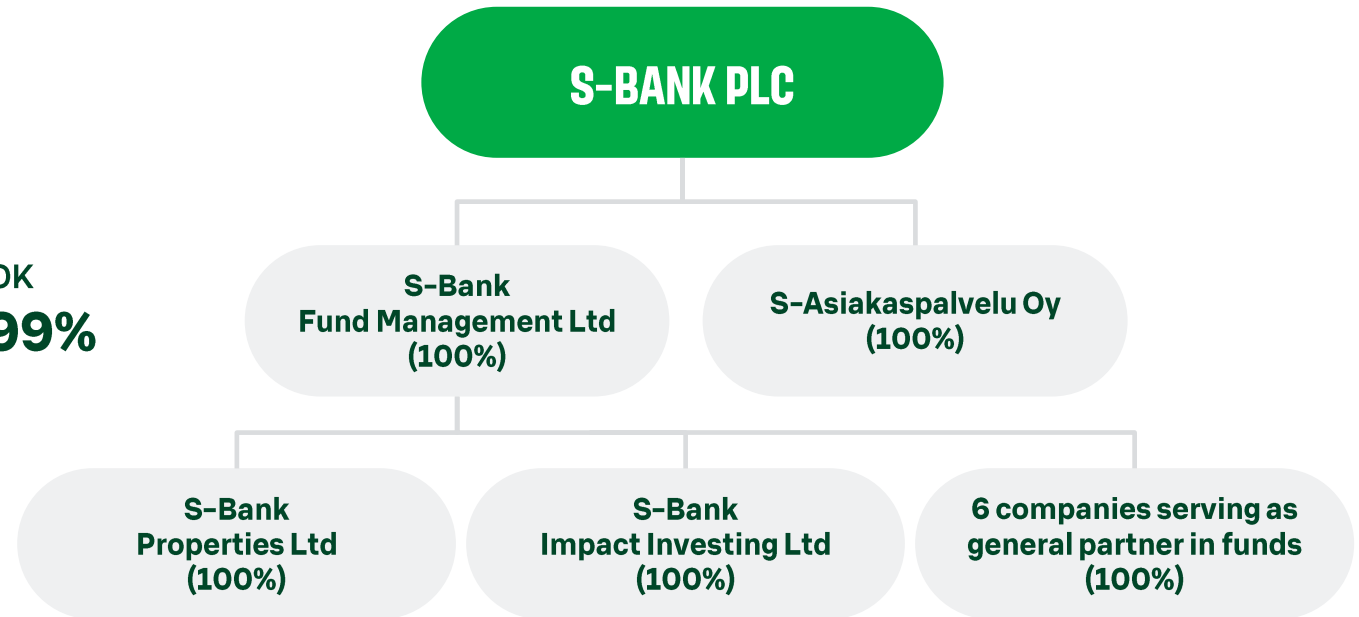 S-BANK PLC
S-Bank
Fund Management Ltd
(100%)
S-Asiakaspalvelu Oy
(100%)
99%
S-Bank
Properties Ltd
(100%)
S-Bank
Impact Investing Ltd
(100%)
6 companies serving as
general partner in funds
(100%)